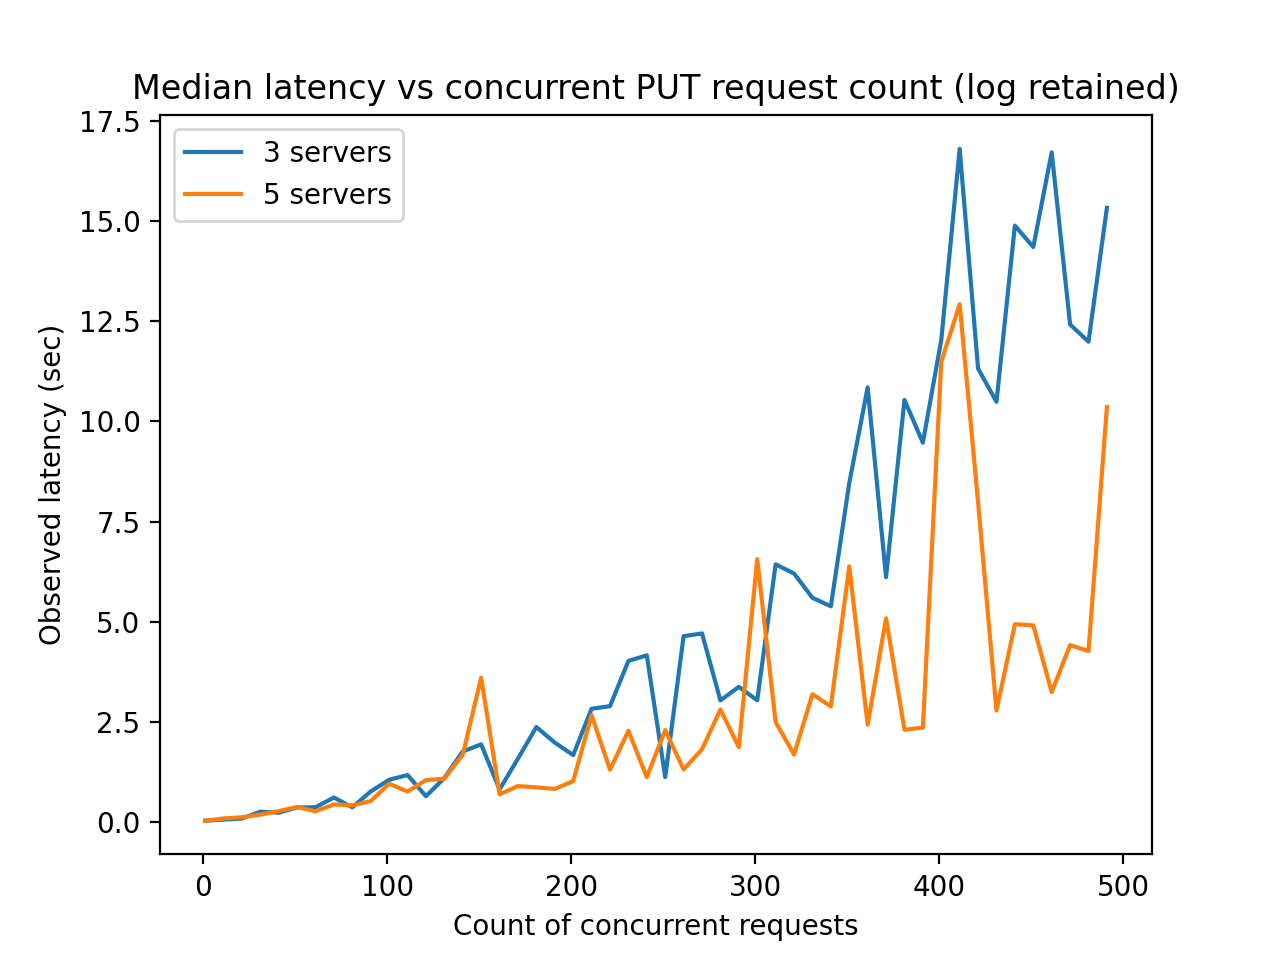 Median latency vs concurrent PUT request count (log retained)
17.5
15.0
12.5
10.0
7.5
5.0
2.5
0.0
Observed latency (sec)
3 servers
5 servers
0 100 200 300 400 500
Count of concurrent requests